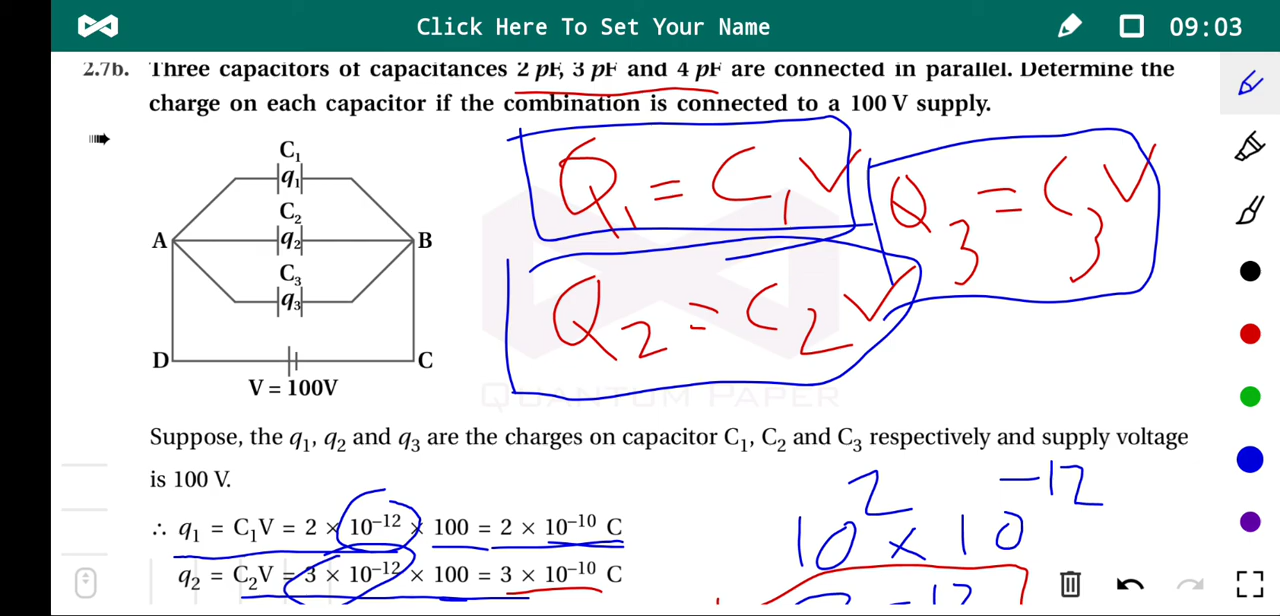 Click Here To Set Your Name
09:03
2.7b. Three capacitors of capacitances 2 pF, 3 pF and 4 pF are connected in parallel. Determine the
charge on each capacitor if the combination is connected to a 100 V supply.
C₁
q₁
C₂
A q₂ B
C₃
q₃
D C
V = 100V
Q₁ = C₁V
Q₃ = C₃V
Q₂ = C₂V
QUANTUM PAPER
Suppose, the q₁, q₂ and q₃ are the charges on capacitor C₁, C₂ and C₃ respectively and supply voltage
is 100 V.
∴ q₁ = C₁V = 2 × 10⁻¹² × 100 = 2 × 10⁻¹⁰ C
q₂ = C₂V = 3 × 10⁻¹² × 100 = 3 × 10⁻¹⁰ C
10² × 10⁻¹²